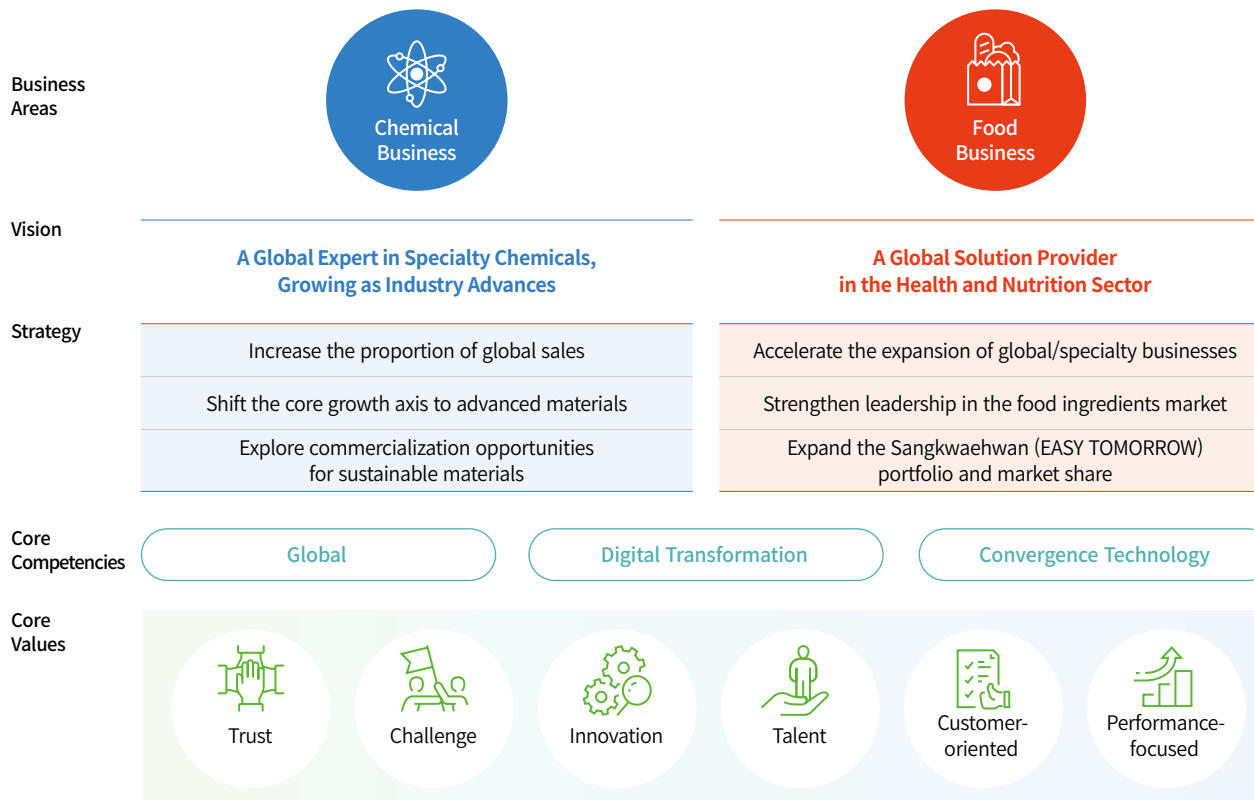 Business
Areas
Chemical
Business
Food
Business
Vision
A Global Expert in Specialty Chemicals,
Growing as Industry Advances
A Global Solution Provider
in the Health and Nutrition Sector
Strategy
Increase the proportion of global sales
Shift the core growth axis to advanced materials
Explore commercialization opportunities
for sustainable materials
Accelerate the expansion of global/specialty businesses
Strengthen leadership in the food ingredients market
Expand the Sangkwaehwan (EASY TOMORROW)
portfolio and market share
Core
Competencies
Global
Digital Transformation
Convergence Technology
Core
Values
Trust
Challenge
Innovation
Talent
Customer-
oriented
Performance-
focused